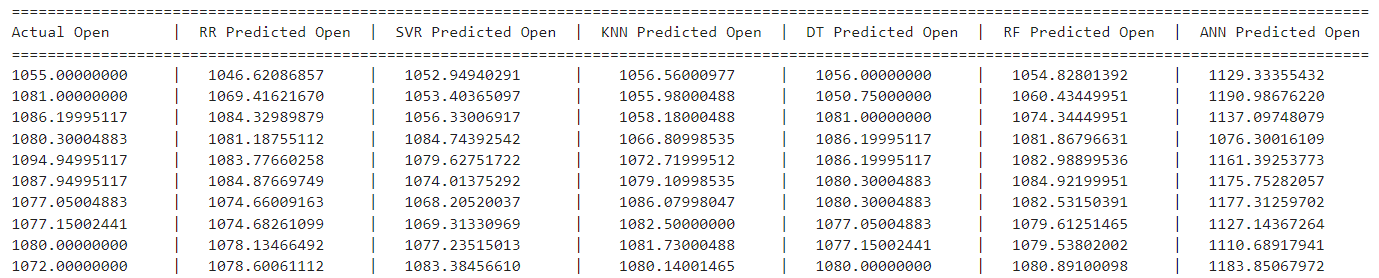 Actual Open | RR Predicted Open | SVR Predicted Open | KNN Predicted Open | DT Predicted Open | RF Predicted Open | ANN Predicted Open
1055.00000000 | 1046.62086857 | 1052.94940291 | 1056.56000977 | 1056.00000000 | 1054.82801392 | 1129.33355432
1081.00000000 | 1069.41621670 | 1053.40365097 | 1055.98000488 | 1050.75000000 | 1060.43449951 | 1190.98676220
1086.19995117 | 1084.32989879 | 1056.33006917 | 1058.18000488 | 1081.00000000 | 1074.34449951 | 1137.09748079
1080.30004883 | 1081.18755112 | 1084.74392542 | 1066.80998535 | 1086.19995117 | 1081.86796631 | 1076.30016109
1094.94995117 | 1083.77660258 | 1079.62751722 | 1072.71999512 | 1086.19995117 | 1082.98899536 | 1161.39253773
1087.94995117 | 1084.87669749 | 1074.01375292 | 1079.10998535 | 1080.30004883 | 1084.92199951 | 1175.75282057
1077.05004883 | 1074.66009163 | 1068.20520037 | 1086.07998047 | 1080.30004883 | 1082.53150391 | 1177.31259702
1077.15002441 | 1074.68261099 | 1069.31330969 | 1082.50000000 | 1077.05004883 | 1079.61251465 | 1127.14367264
1080.00000000 | 1078.13466492 | 1077.23515013 | 1081.73000488 | 1077.15002441 | 1079.53802002 | 1110.68917941
1072.00000000 | 1078.60061112 | 1083.38456610 | 1080.14001465 | 1080.00000000 | 1080.89100098 | 1183.85067972